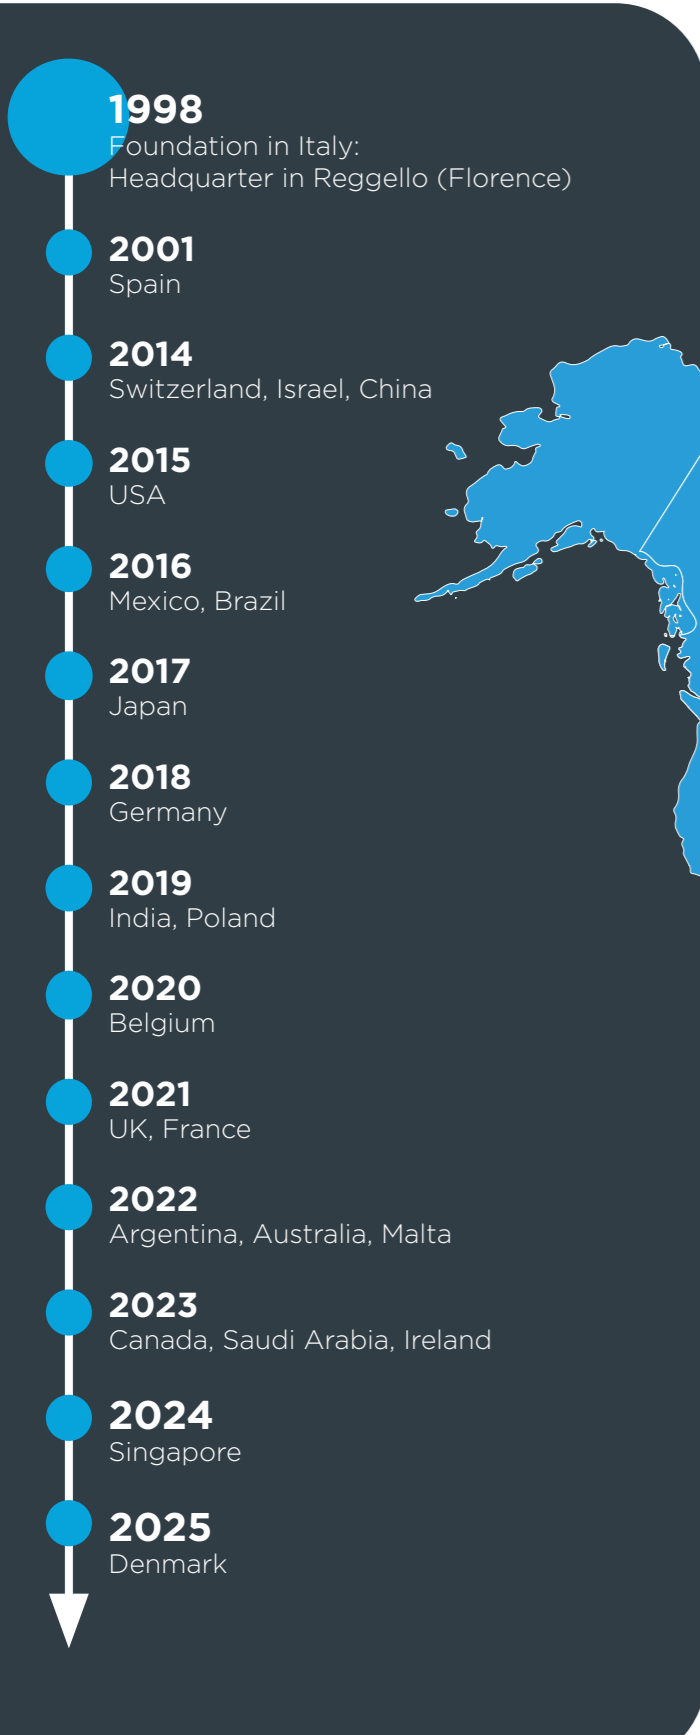 1998
Foundation in Italy:
Headquarter in Reggello (Florence)
2001
Spain
2014
Switzerland, Israel, China
2015
USA
2016
Mexico, Brazil
2017
Japan
2018
Germany
2019
India, Poland
2020
Belgium
2021
UK, France
2022
Argentina, Australia, Malta
2023
Canada, Saudi Arabia, Ireland
2024
Singapore
2025
Denmark